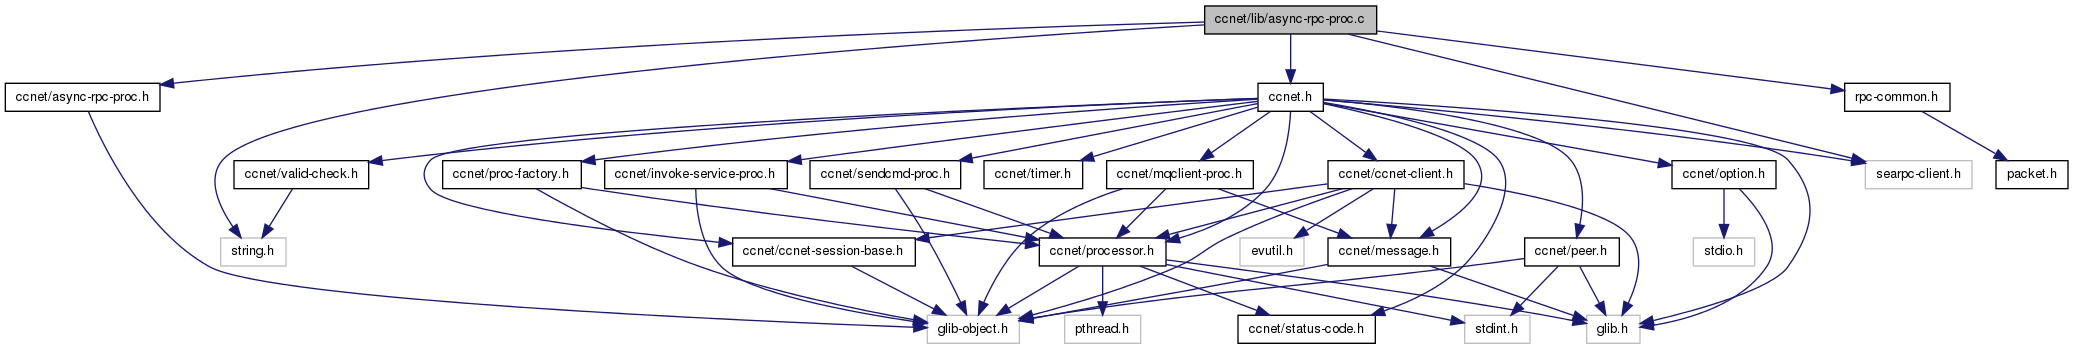 ccnet/lib/async-rpc-proc.c
ccnet/async-rpc-proc.h
ccnet.h
rpc-common.h
ccnet/valid-check.h
ccnet/proc-factory.h
ccnet/invoke-service-proc.h
ccnet/sendcmd-proc.h
ccnet/timer.h
ccnet/mqclient-proc.h
ccnet/ccnet-client.h
ccnet/option.h
searpc-client.h
packet.h
string.h
ccnet/ccnet-session-base.h
ccnet/processor.h
evutil.h
ccnet/message.h
ccnet/peer.h
stdio.h
glib-object.h
pthread.h
ccnet/status-code.h
stdint.h
glib.h